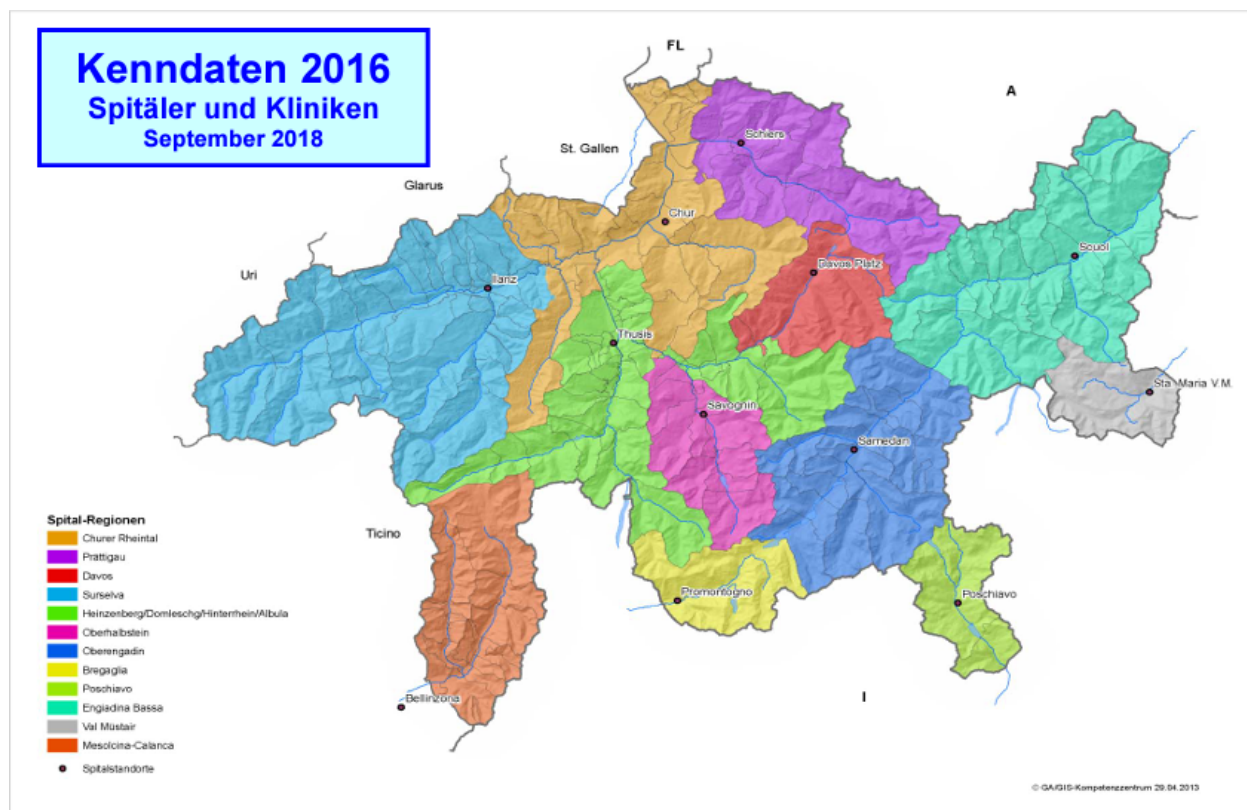 Kenndaten 2016
Spitäler und Kliniken
September 2018
FL
A
St. Gallen
Glarus
Uri
Ticino
I
Schiers
Chur
Davos Platz
Scuol
Ilanz
Thusis
Sta. Maria V.M.
Savognin
Samedan
Promontogno
Poschiavo
Bellinzona
Spital-Regionen
Churer Rheintal
Prättigau
Davos
Surselva
Heinzenberg/Domleschg/Hinterrhein/Albula
Oberhalbstein
Oberengadin
Bregaglia
Poschiavo
Engiadina Bassa
Val Müstair
Mesolcina-Calanca
Spitalstandorte
© GA/GIS-Kompetenzzentrum 29.04.2013